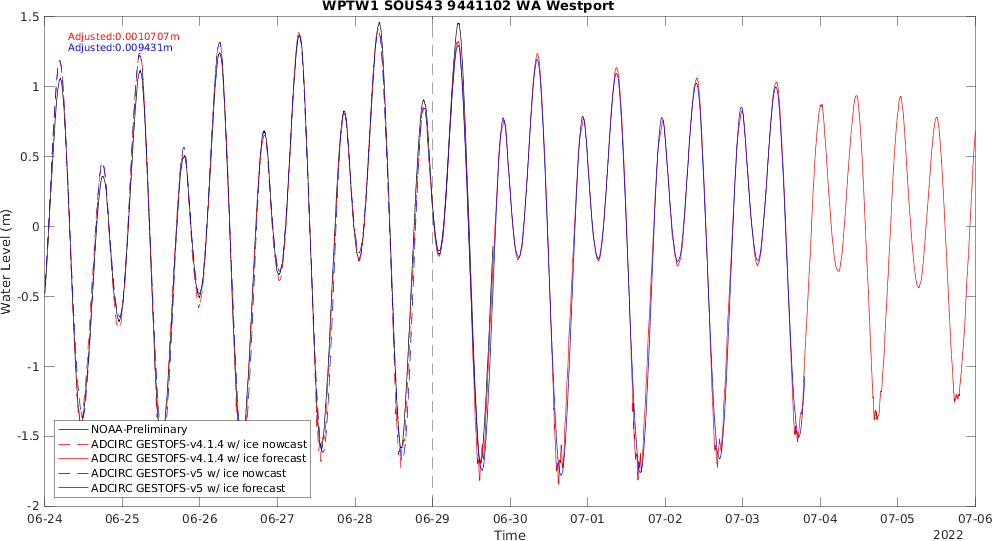 WPTW1 SOUS43 9441102 WA Westport
Adjusted:0.0010707m
Adjusted:0.009431m
1.5
1
0.5
0
-0.5
-1
-1.5
-2
Water Level (m)
NOAA-Preliminary
ADCIRC GESTOFS-v4.1.4 w/ ice nowcast
ADCIRC GESTOFS-v4.1.4 w/ ice forecast
ADCIRC GESTOFS-v5 w/ ice nowcast
ADCIRC GESTOFS-v5 w/ ice forecast
06-24 06-25 06-26 06-27 06-28 06-29 06-30 07-01 07-02 07-03 07-04 07-05 07-06
Time
2022